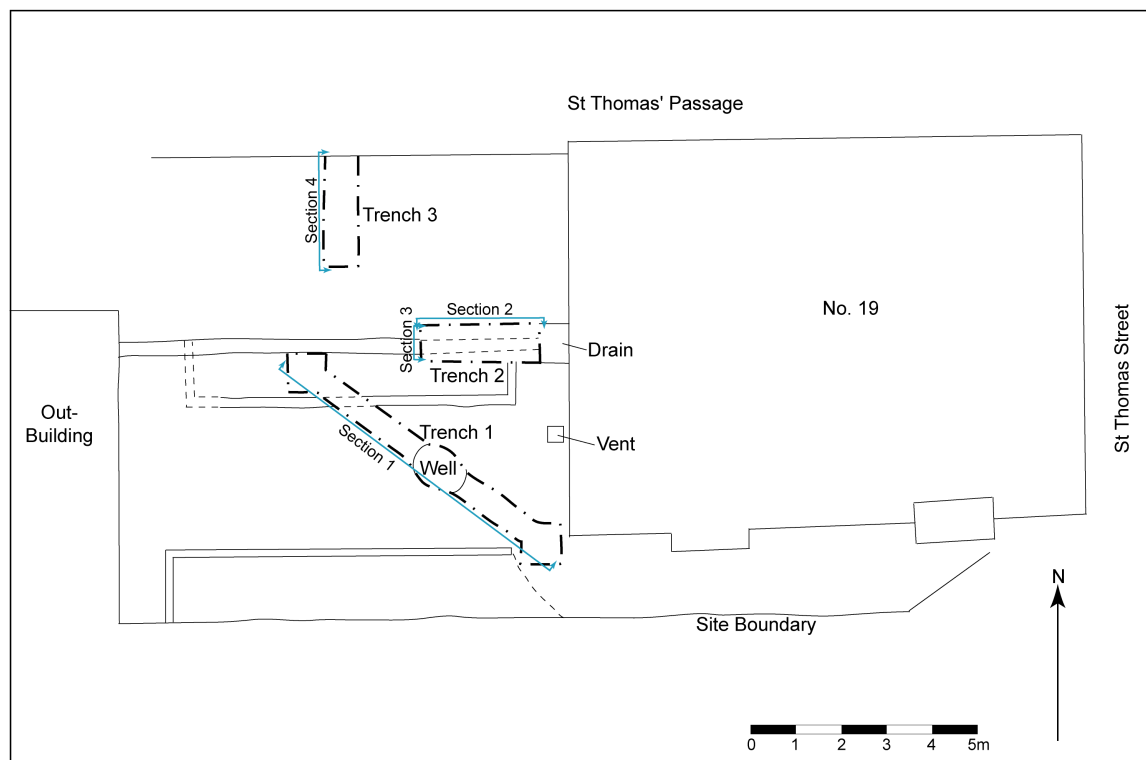 St Thomas' Passage
Section 4
Trench 3
Section 2
Section 3
No. 19
St Thomas Street
Drain
Trench 2
Out-
Building
Trench 1
Section 1
Vent
Well
N
Site Boundary
0 1 2 3 4 5m